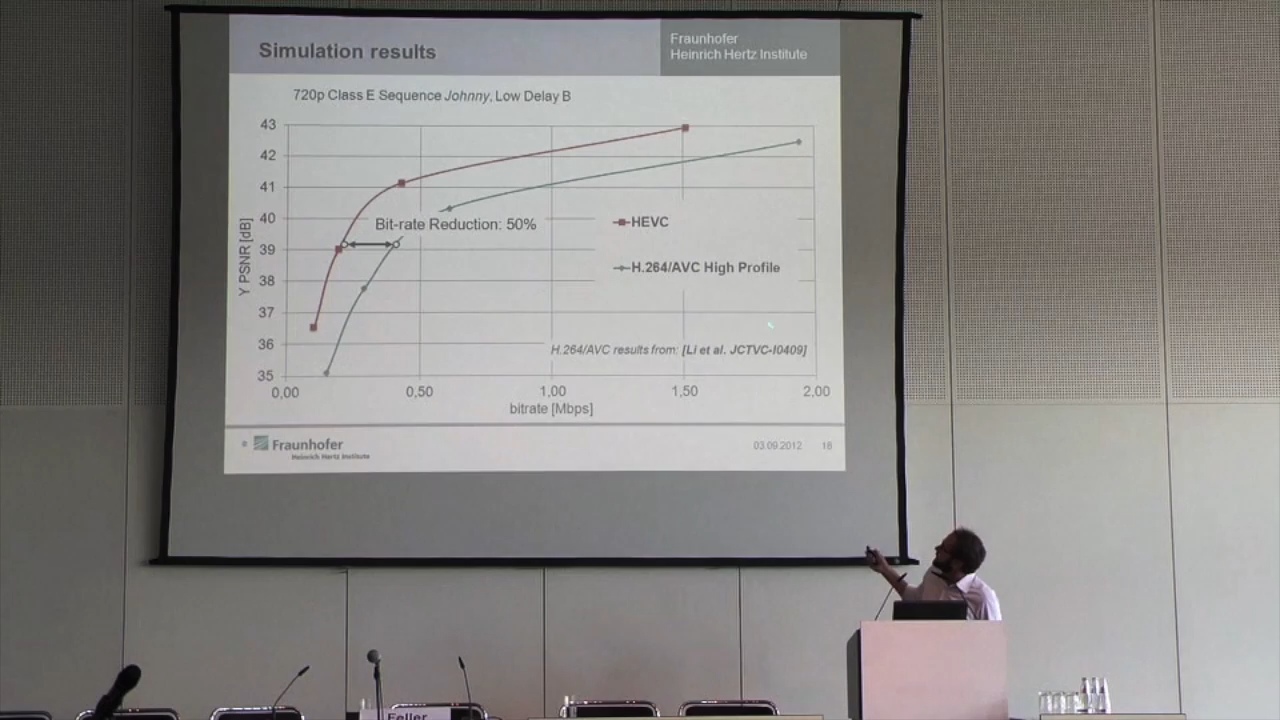 Simulation results
Fraunhofer
Heinrich Hertz Institute
720p Class E Sequence Johnny, Low Delay B
43
42
41
40
39
38
37
36
35
Y PSNR [dB]
Bit-rate Reduction: 50%
HEVC
H.264/AVC High Profile
H.264/AVC results from: [Li et al. JCTVC-I0409]
0,00
0,50
1,00
1,50
2,00
bitrate [Mbps]
©
Fraunhofer
Heinrich Hertz Institute
03.09.2012
18
Feller